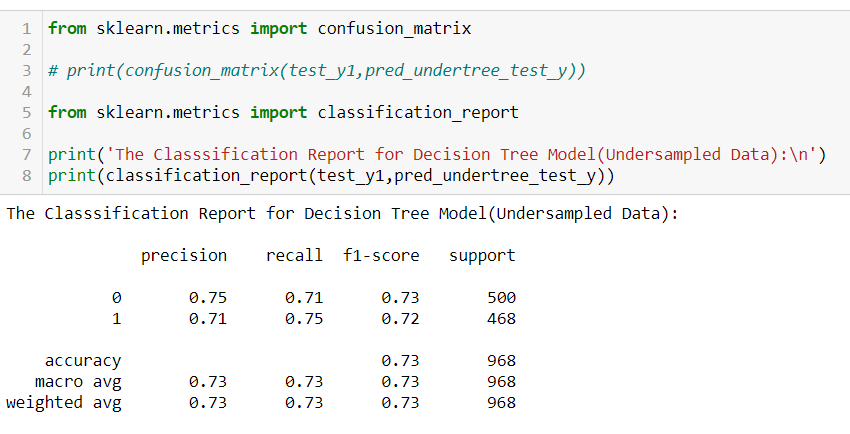 1 from sklearn.metrics import confusion_matrix
2
3 # print(confusion_matrix(test_y1,pred_undertree_test_y))
4
5 from sklearn.metrics import classification_report
6
7 print('The Classsification Report for Decision Tree Model(Undersampled Data):\n')
8 print(classification_report(test_y1,pred_undertree_test_y))
The Classsification Report for Decision Tree Model(Undersampled Data):
precision recall f1-score support
0 0.75 0.71 0.73 500
1 0.71 0.75 0.72 468
accuracy 0.73 968
macro avg 0.73 0.73 0.73 968
weighted avg 0.73 0.73 0.73 968